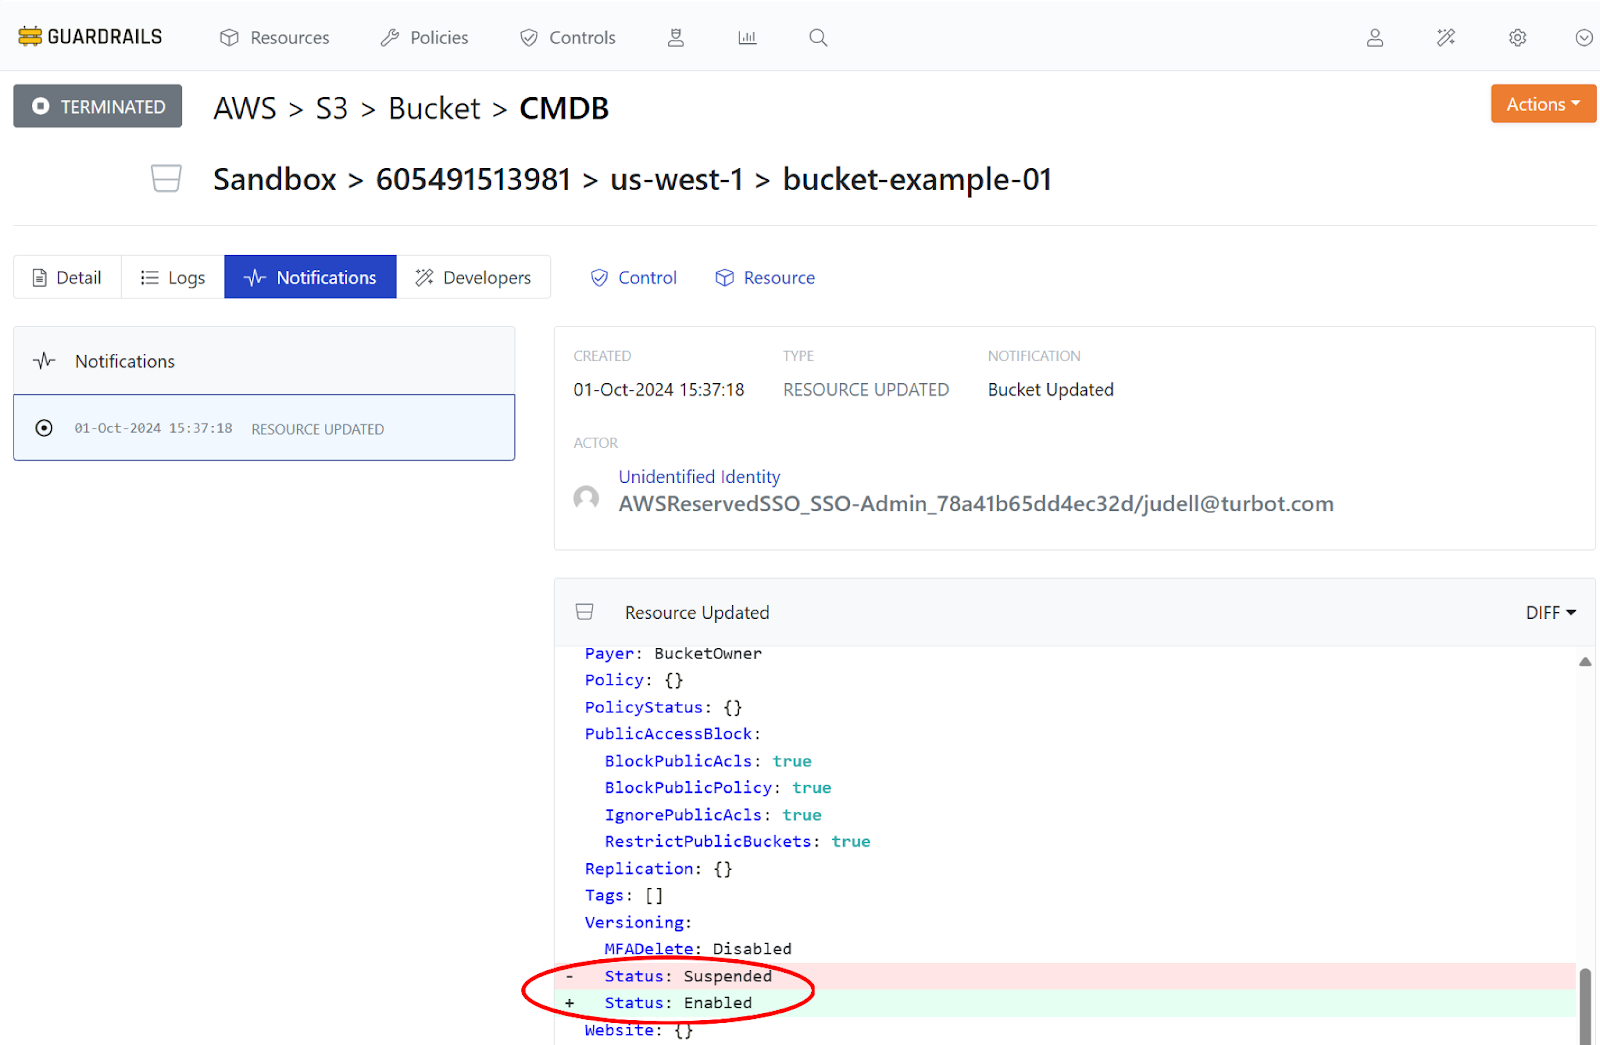 GUARDRAILS Resources Policies Controls
TERMINATED AWS > S3 > Bucket > CMDB Actions
Sandbox > 605491513981 > us-west-1 > bucket-example-01
Detail Logs Notifications Developers Control Resource
Notifications
01-Oct-2024 15:37:18 RESOURCE UPDATED
CREATED TYPE NOTIFICATION
01-Oct-2024 15:37:18 RESOURCE UPDATED Bucket Updated
ACTOR
Unidentified Identity
AWSReservedSSO_SSO-Admin_78a41b65dd4ec32d/judell@turbot.com
Resource Updated DIFF
Payer: BucketOwner
Policy: {}
PolicyStatus: {}
PublicAccessBlock:
BlockPublicAcls: true
BlockPublicPolicy: true
IgnorePublicAcls: true
RestrictPublicBuckets: true
Replication: {}
Tags: []
Versioning:
MFADelete: Disabled
- Status: Suspended
+ Status: Enabled
Website: {}